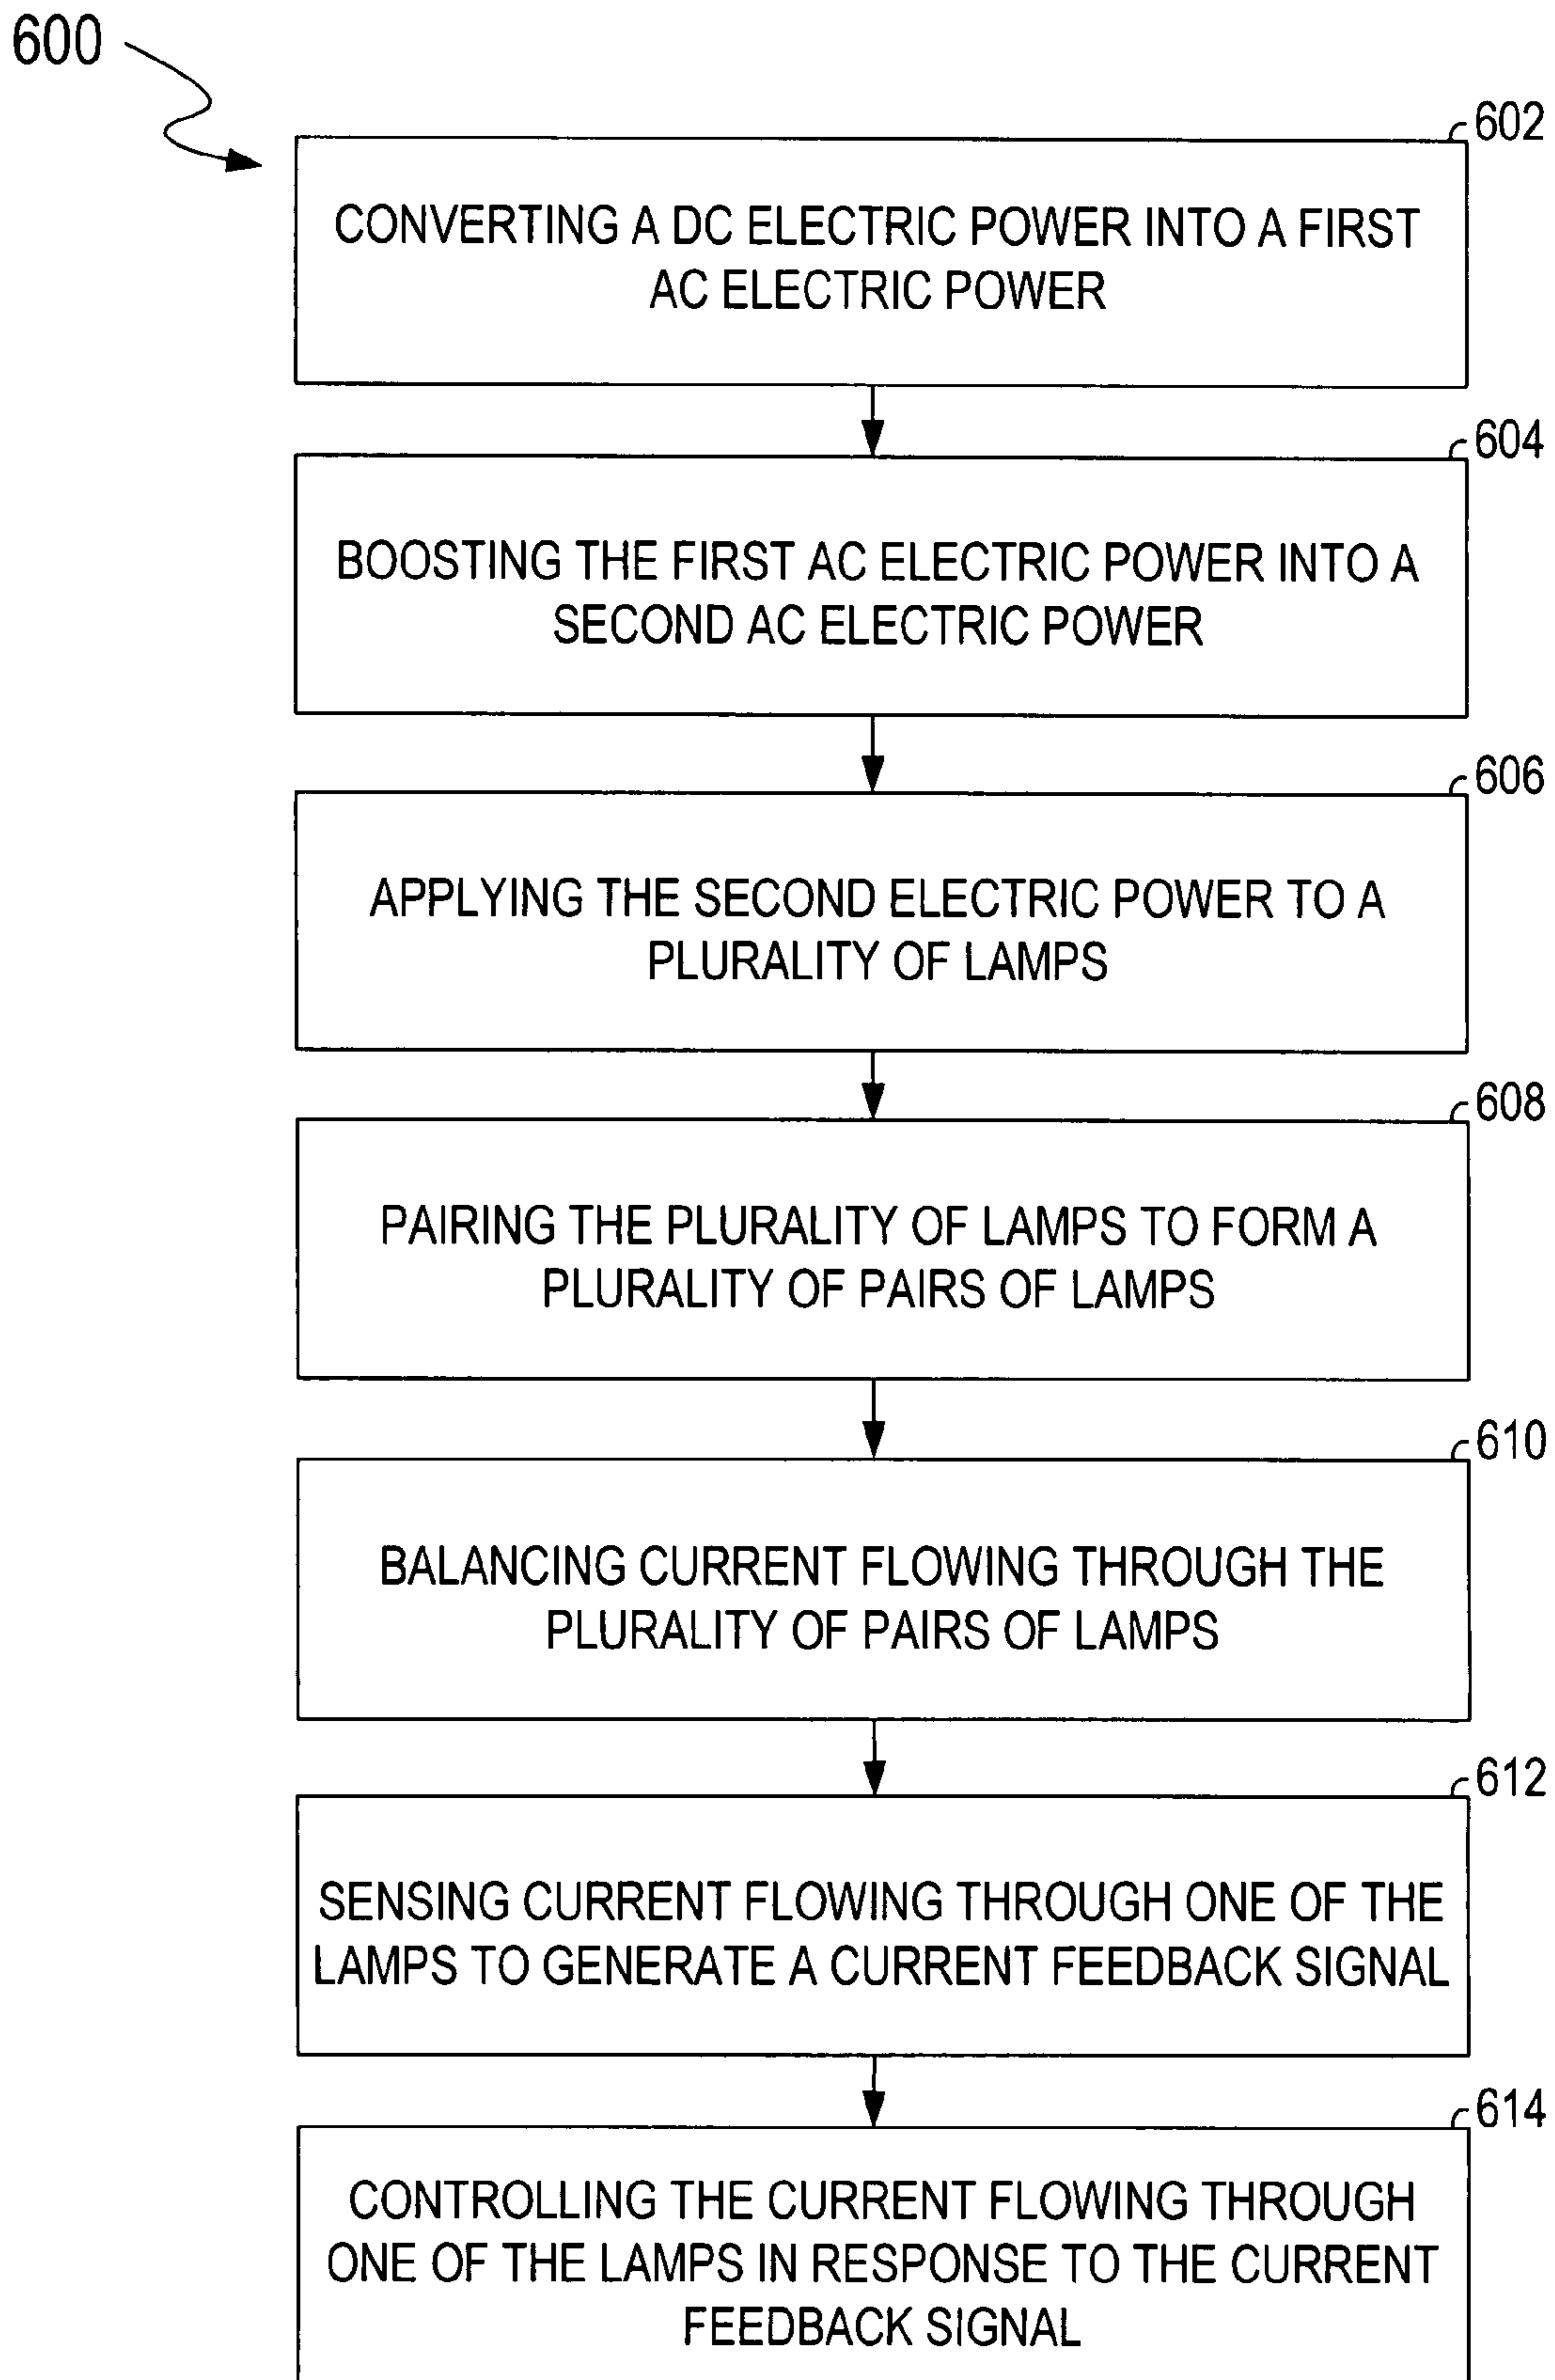 600
602
CONVERTING A DC ELECTRIC POWER INTO A FIRST
AC ELECTRIC POWER
604
BOOSTING THE FIRST AC ELECTRIC POWER INTO A
SECOND AC ELECTRIC POWER
606
APPLYING THE SECOND ELECTRIC POWER TO A
PLURALITY OF LAMPS
608
PAIRING THE PLURALITY OF LAMPS TO FORM A
PLURALITY OF PAIRS OF LAMPS
610
BALANCING CURRENT FLOWING THROUGH THE
PLURALITY OF PAIRS OF LAMPS
612
SENSING CURRENT FLOWING THROUGH ONE OF THE
LAMPS TO GENERATE A CURRENT FEEDBACK SIGNAL
614
CONTROLLING THE CURRENT FLOWING THROUGH
ONE OF THE LAMPS IN RESPONSE TO THE CURRENT
FEEDBACK SIGNAL